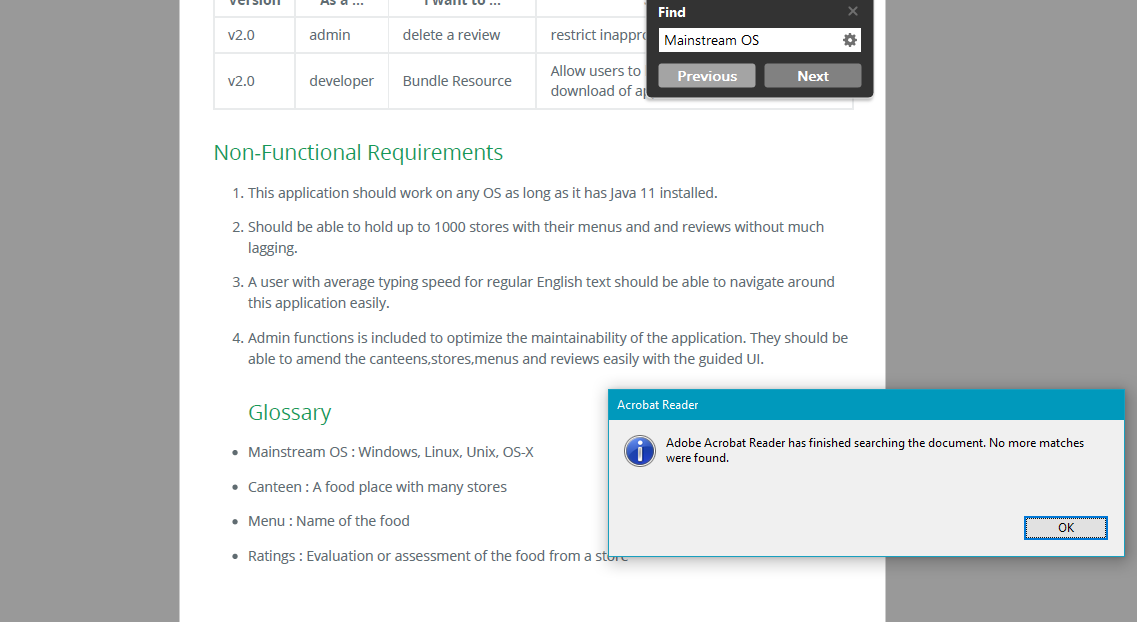 Version As a ... I want to ...
v2.0 admin delete a review restrict inappro
v2.0 developer Bundle Resource Allow users to
download of ap
Find
Mainstream OS
Previous Next
Non-Functional Requirements
1. This application should work on any OS as long as it has Java 11 installed.
2. Should be able to hold up to 1000 stores with their menus and and reviews without much
lagging.
3. A user with average typing speed for regular English text should be able to navigate around
this application easily.
4. Admin functions is included to optimize the maintainability of the application. They should be
able to amend the canteens,stores,menus and reviews easily with the guided UI.
Glossary
• Mainstream OS : Windows, Linux, Unix, OS-X
• Canteen : A food place with many stores
• Menu : Name of the food
• Ratings : Evaluation or assessment of the food from a store
Acrobat Reader
Adobe Acrobat Reader has finished searching the document. No more matches
were found.
OK